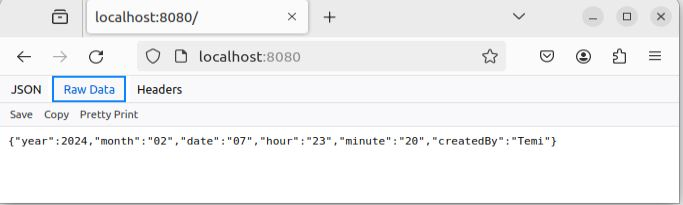 localhost:8080/
localhost:8080
JSON Raw Data Headers
Save Copy Pretty Print
{"year":2024,"month":"02","date":"07","hour":"23","minute":"20","createdBy":"Temi"}